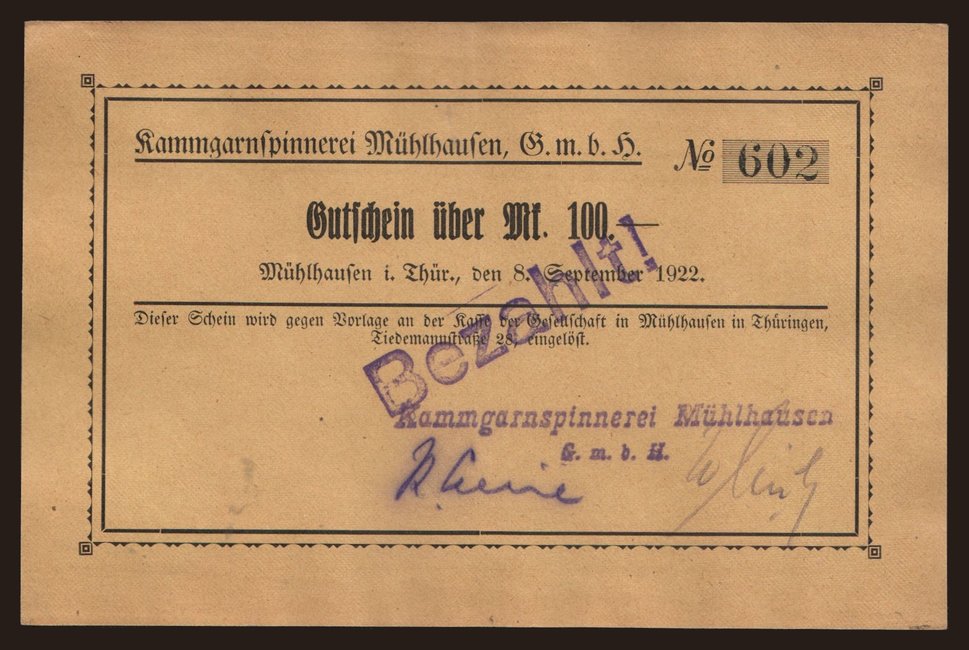 Kammgarnspinnerei Mühlhausen, G. m. b. H.
No 602
Gutschein über Mk. 100.—
Mühlhausen i. Thür., den 8. September 1922.
Dieser Schein wird gegen Vorlage an der Kasse der Gesellschaft in Mühlhausen in Thüringen,
Tiedemannstraße 28, eingelöst.
Bezahlt!
Kammgarnspinnerei Mühlhausen
G. m. b. H.